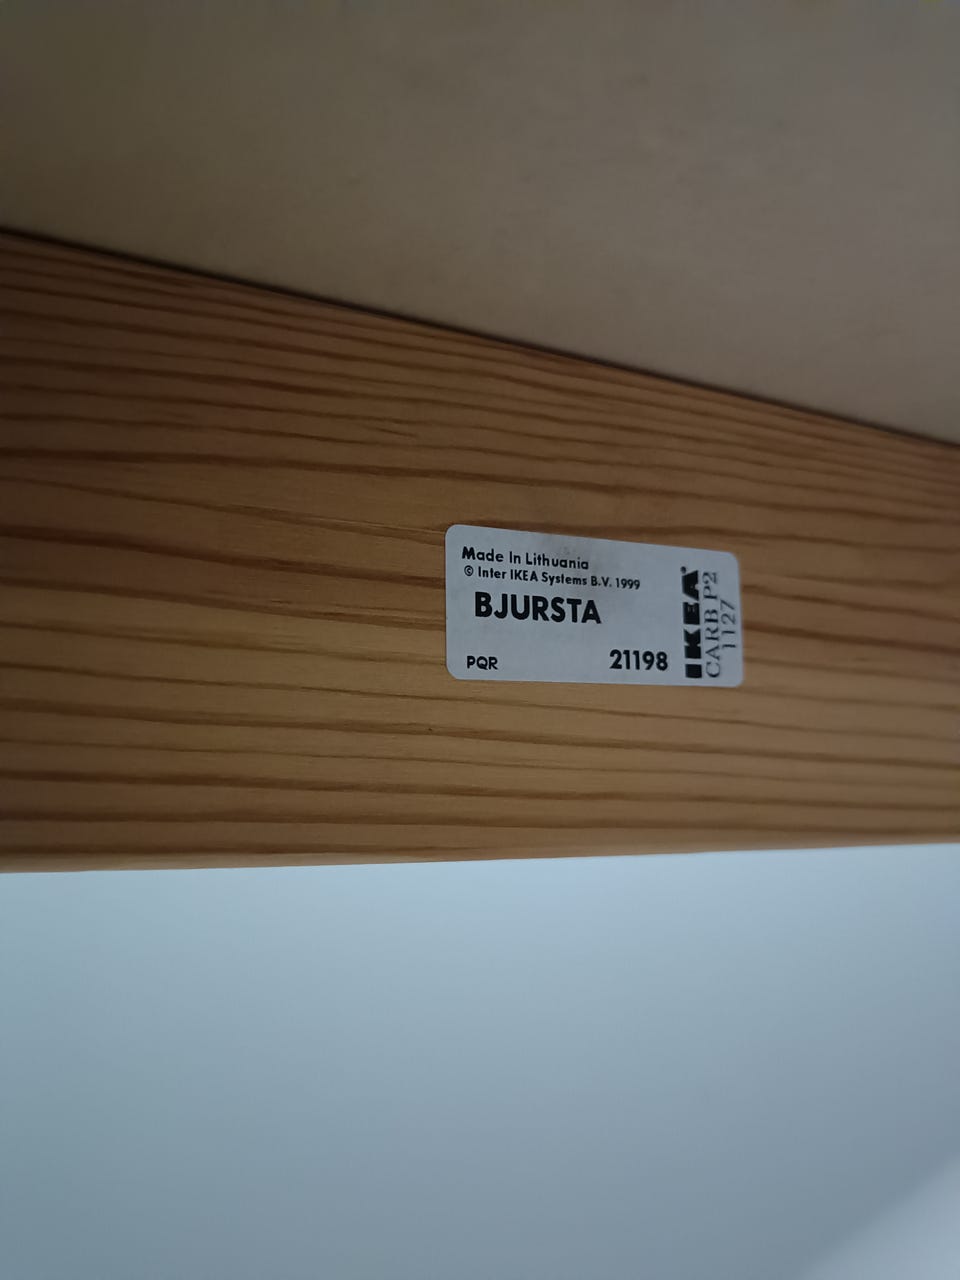 Made In Lithuania
© Inter IKEA Systems B.V. 1999
BJURSTA
PQR
21198
IKEA®
CARB P2
1127